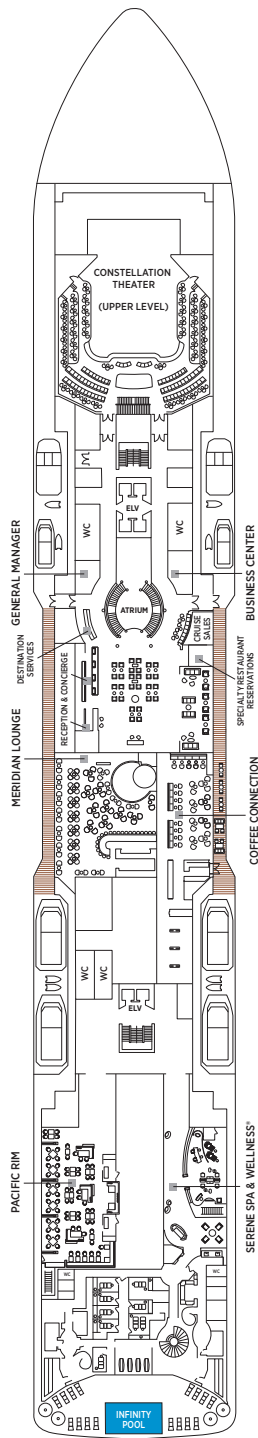 CONSTELLATION
THEATER
(UPPER LEVEL)
ELV
WC
WC
GENERAL MANAGER
BUSINESS CENTER
ATRIUM
DESTINATION
SERVICES
CRUISE
SALES
RECEPTION & CONCIERGE
SPECIALTY RESTAURANT
RESERVATIONS
MERIDIAN LOUNGE
COFFEE CONNECTION
WC
WC
ELV
PACIFIC RIM
SERENE SPA & WELLNESS®
WC
WC
INFINITY
POOL